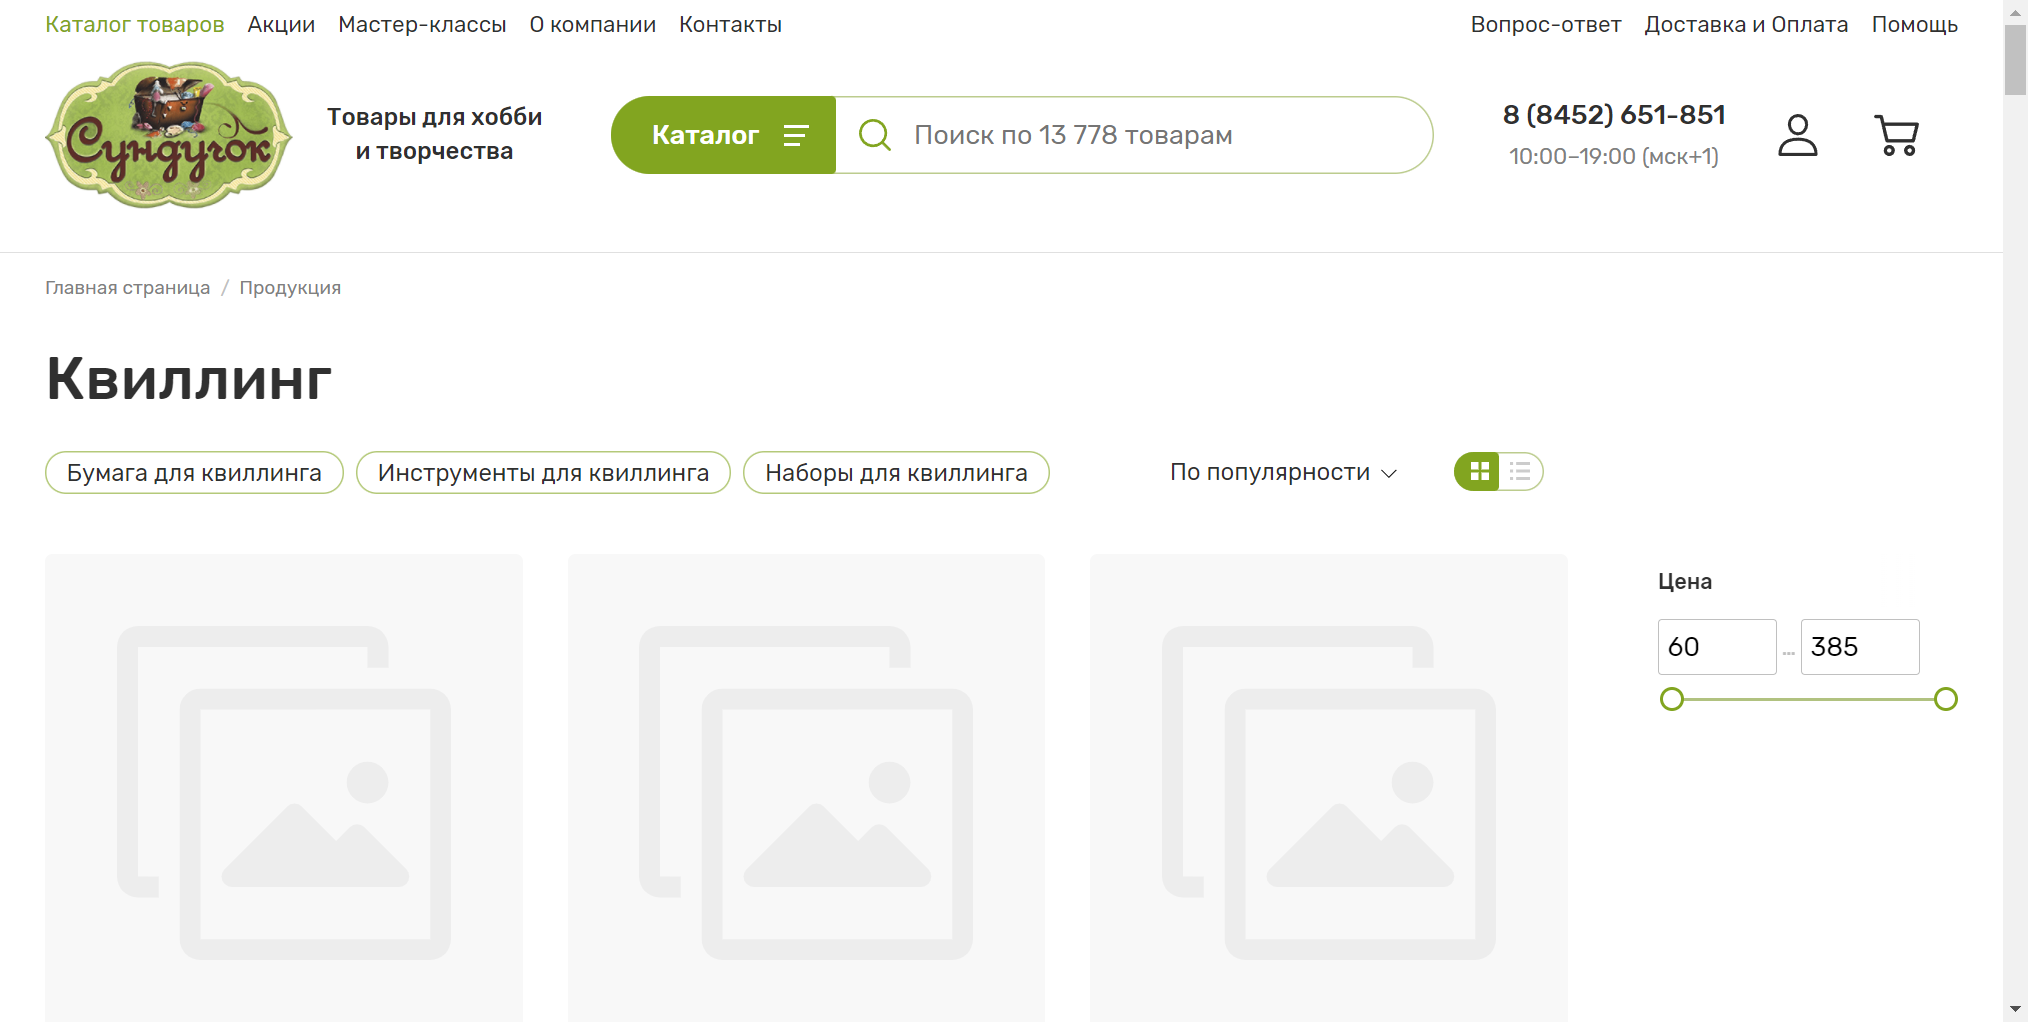 Каталог товаров Акции Мастер-классы О компании Контакты Вопрос-ответ Доставка и Оплата Помощь
Сундучок
Товары для хобби
и творчества
Каталог
Поиск по 13 778 товарам
8 (8452) 651-851
10:00–19:00 (мск+1)
Главная страница / Продукция
Квиллинг
Бумага для квиллинга Инструменты для квиллинга Наборы для квиллинга По популярности
Цена
60 ... 385